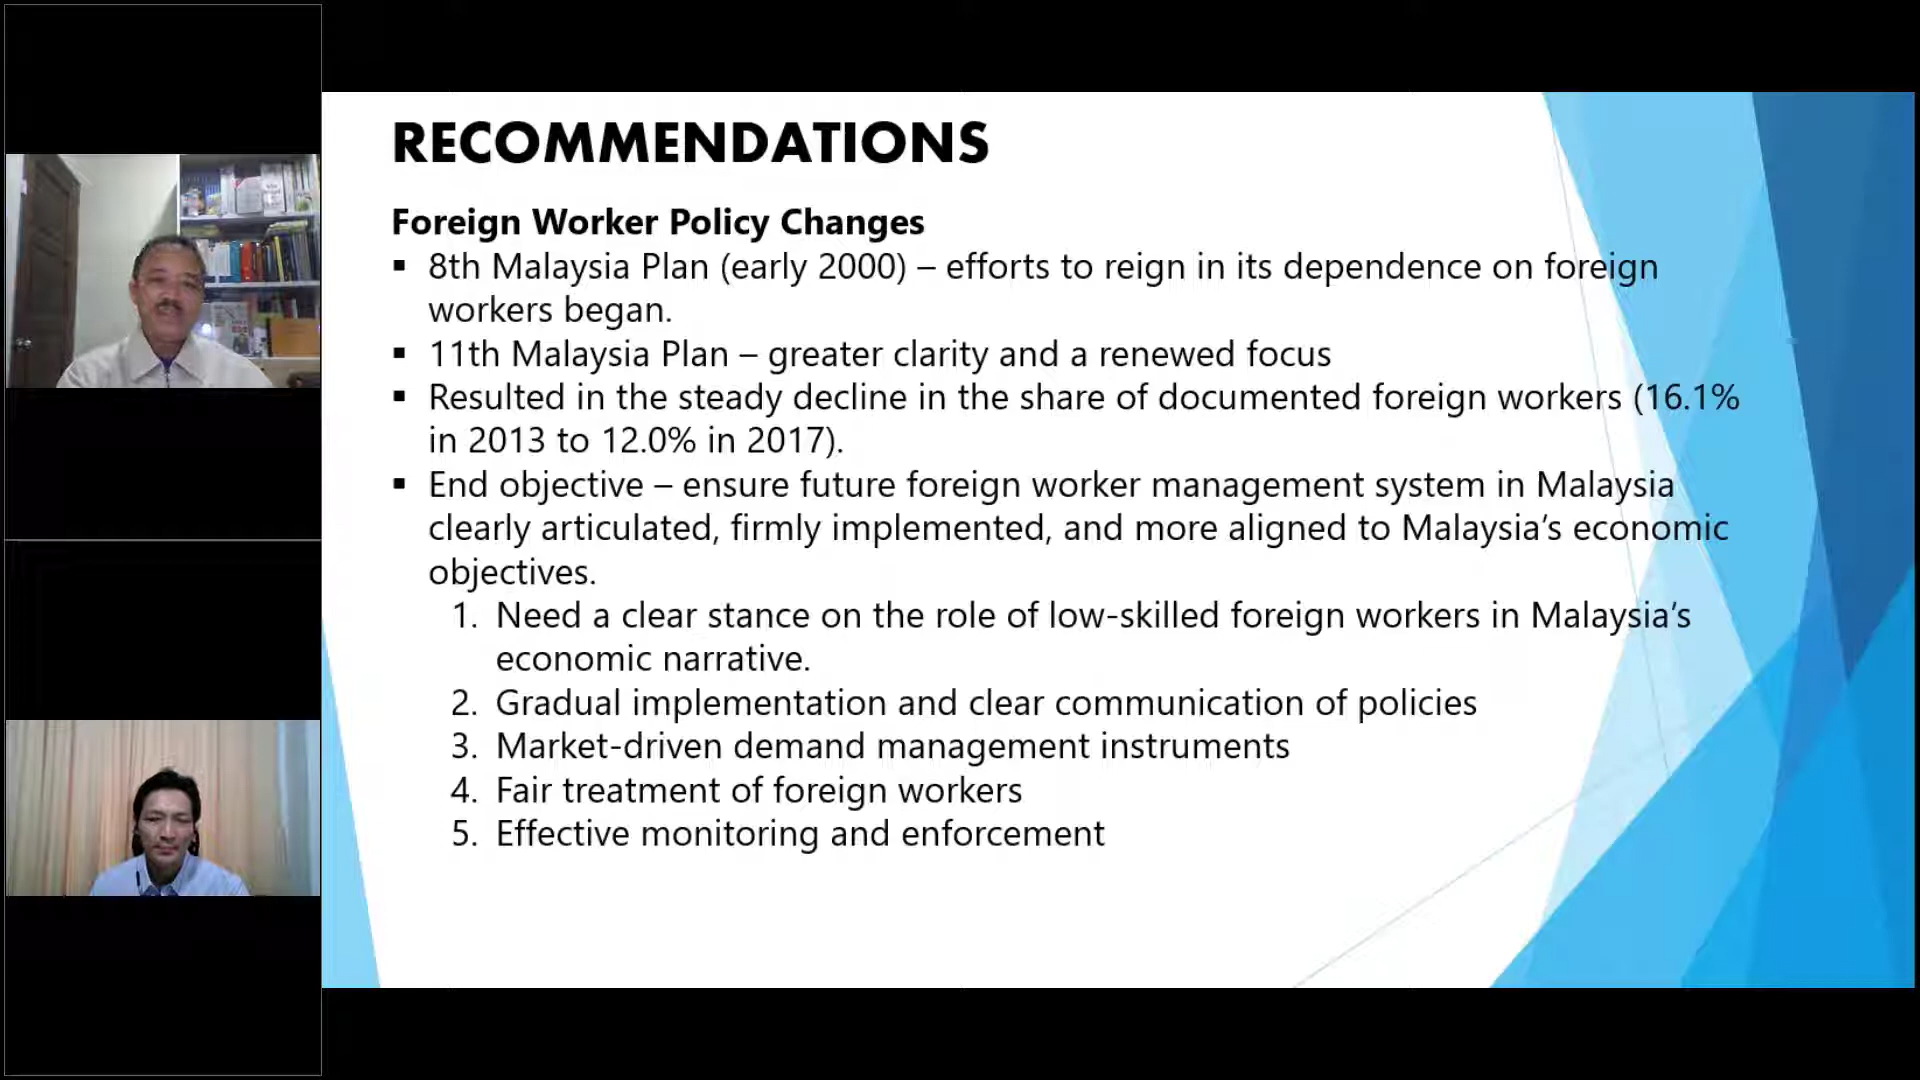 RECOMMENDATIONS
Foreign Worker Policy Changes
▪ 8th Malaysia Plan (early 2000) – efforts to reign in its dependence on foreign
workers began.
▪ 11th Malaysia Plan – greater clarity and a renewed focus
▪ Resulted in the steady decline in the share of documented foreign workers (16.1%
in 2013 to 12.0% in 2017).
▪ End objective – ensure future foreign worker management system in Malaysia
clearly articulated, firmly implemented, and more aligned to Malaysia’s economic
objectives.
1. Need a clear stance on the role of low-skilled foreign workers in Malaysia’s
economic narrative.
2. Gradual implementation and clear communication of policies
3. Market-driven demand management instruments
4. Fair treatment of foreign workers
5. Effective monitoring and enforcement